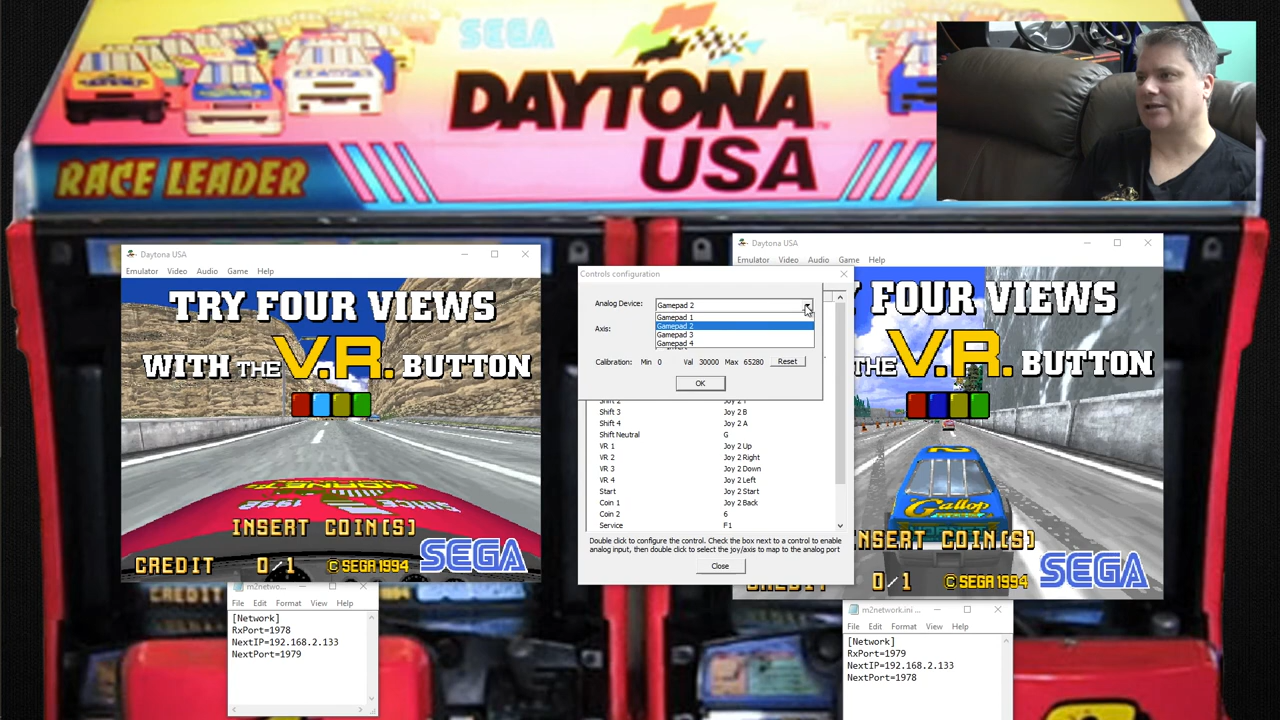 SEGA
DAYTONA
USA
RACE LEADER
Daytona USA
Emulator Video Audio Game Help
TRY FOUR VIEWS
WITH THE V.R. BUTTON
HORNET
SINCE 1998
INSERT COIN(S)
CREDIT 0/1 © SEGA 1994 SEGA
Daytona USA
Emulator Video Audio Game Help
FOUR VIEWS
THE V.R. BUTTON
2
Gallop
HORNET
NSERT COIN(S)
0/1 © SEGA 1994 SEGA
Controls configuration
Analog Device: Gamepad 2
Gamepad 1
Gamepad 2
Gamepad 3
Gamepad 4
Axis:
Calibration: Min 0 Val 30000 Max 65280 Reset
OK
Shift 3 Joy 2 B
Shift 4 Joy 2 A
Shift Neutral G
VR 1 Joy 2 Up
VR 2 Joy 2 Right
VR 3 Joy 2 Down
VR 4 Joy 2 Left
Start Joy 2 Start
Coin 1 Joy 2 Back
Coin 2 6
Service F1
Double click to configure the control. Check the box next to a control to enable
analog input, then double click to select the joy/axis to map to the analog port
Close
m2netwo...
File Edit Format View Help
[Network]
RxPort=1978
NextIP=192.168.2.133
NextPort=1979
m2network.ini ...
File Edit Format View Help
[Network]
RxPort=1979
NextIP=192.168.2.133
NextPort=1978